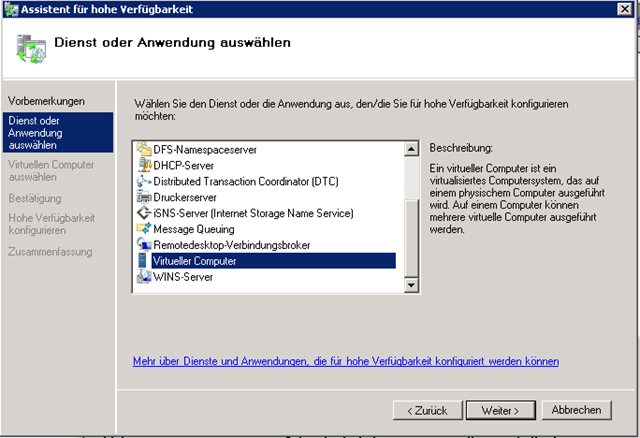 Assistent für hohe Verfügbarkeit
Dienst oder Anwendung auswählen
Vorbemerkungen
Dienst oder
Anwendung
auswählen
Virtuellen Computer
auswählen
Bestätigung
Hohe Verfügbarkeit
konfigurieren
Zusammenfassung
Wählen Sie den Dienst oder die Anwendung aus, den/die Sie für hohe Verfügbarkeit konfigurieren
möchten:
DFS-Namespaceserver
DHCP-Server
Distributed Transaction Coordinator (DTC)
Druckerserver
iSNS-Server (Internet Storage Name Service)
Message Queuing
Remotedesktop-Verbindungsbroker
Virtueller Computer
WINS-Server
Beschreibung:
Ein virtueller Computer ist ein
virtualisiertes Computersystem, das auf
einem physischem Computer ausgeführt
wird. Auf einem Computer können
mehrere virtuelle Computer ausgeführt
werden.
Mehr über Dienste und Anwendungen, die für hohe Verfügbarkeit konfiguriert werden können
< Zurück
Weiter >
Abbrechen